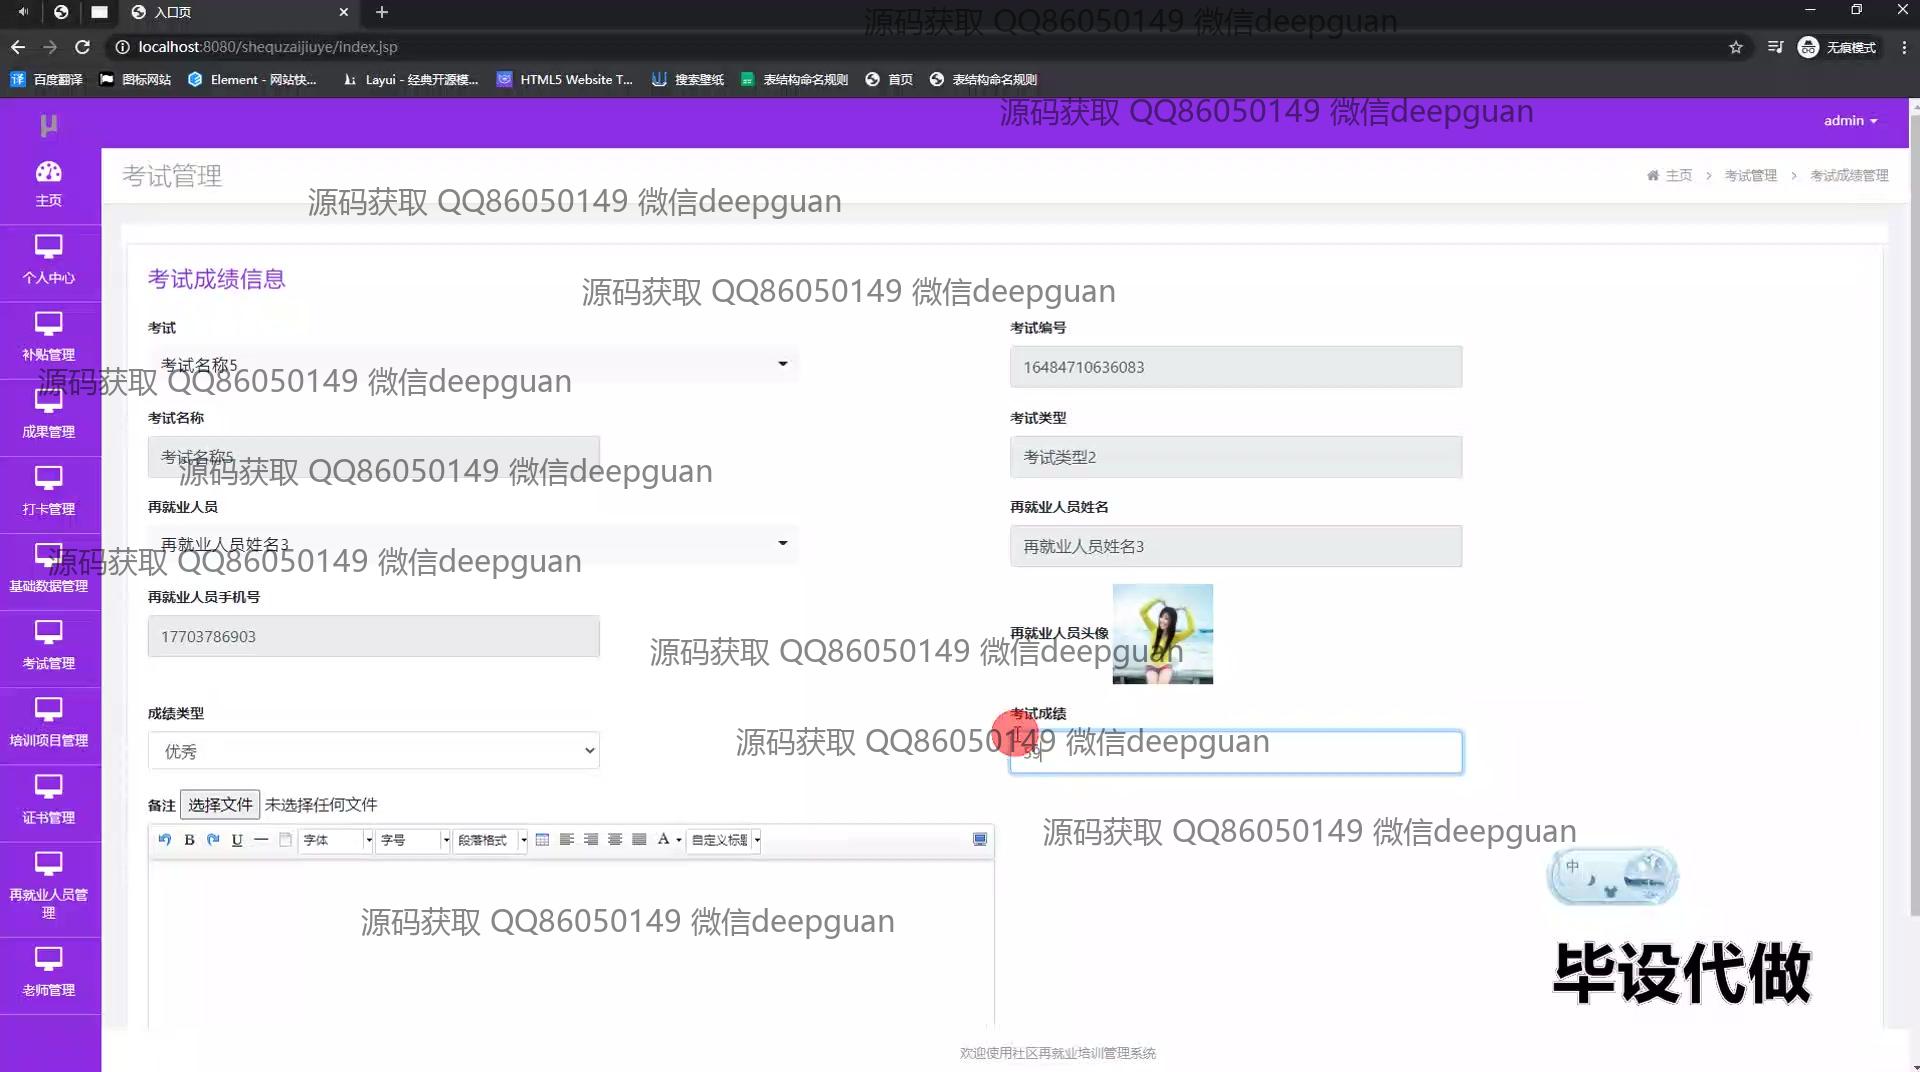 入口页
源码获取 QQ86050149 微信deepguan
localhost:8080/shequzaijiuye/index.jsp
无痕模式
百度翻译 图标网站 Element - 网站快... Layui - 经典开源模... HTML5 Website T... 搜索壁纸 表结构命名规则 首页 表结构命名规则
源码获取 QQ86050149 微信deepguan
μ
admin
考试管理
主页 > 考试管理 > 考试成绩管理
源码获取 QQ86050149 微信deepguan
主页
个人中心
补贴管理
成果管理
打卡管理
基础数据管理
考试管理
培训项目管理
证书管理
再就业人员管
理
老师管理
考试成绩信息
源码获取 QQ86050149 微信deepguan
考试
考试名称5
考试编号
16484710636083
源码获取 QQ86050149 微信deepguan
考试名称
考试名称5
考试类型
考试类型2
源码获取 QQ86050149 微信deepguan
再就业人员
再就业人员姓名3
再就业人员姓名
再就业人员姓名3
源码获取 QQ86050149 微信deepguan
再就业人员手机号
17703786903
再就业人员头像
源码获取 QQ86050149 微信deepguan
成绩类型
优秀
考试成绩
源码获取 QQ86050149 微信deepguan
备注 选择文件 未选择任何文件
B U 字体 字号 段落格式 A 自定义标题
源码获取 QQ86050149 微信deepguan
中
源码获取 QQ86050149 微信deepguan
毕设代做
欢迎使用社区再就业培训管理系统